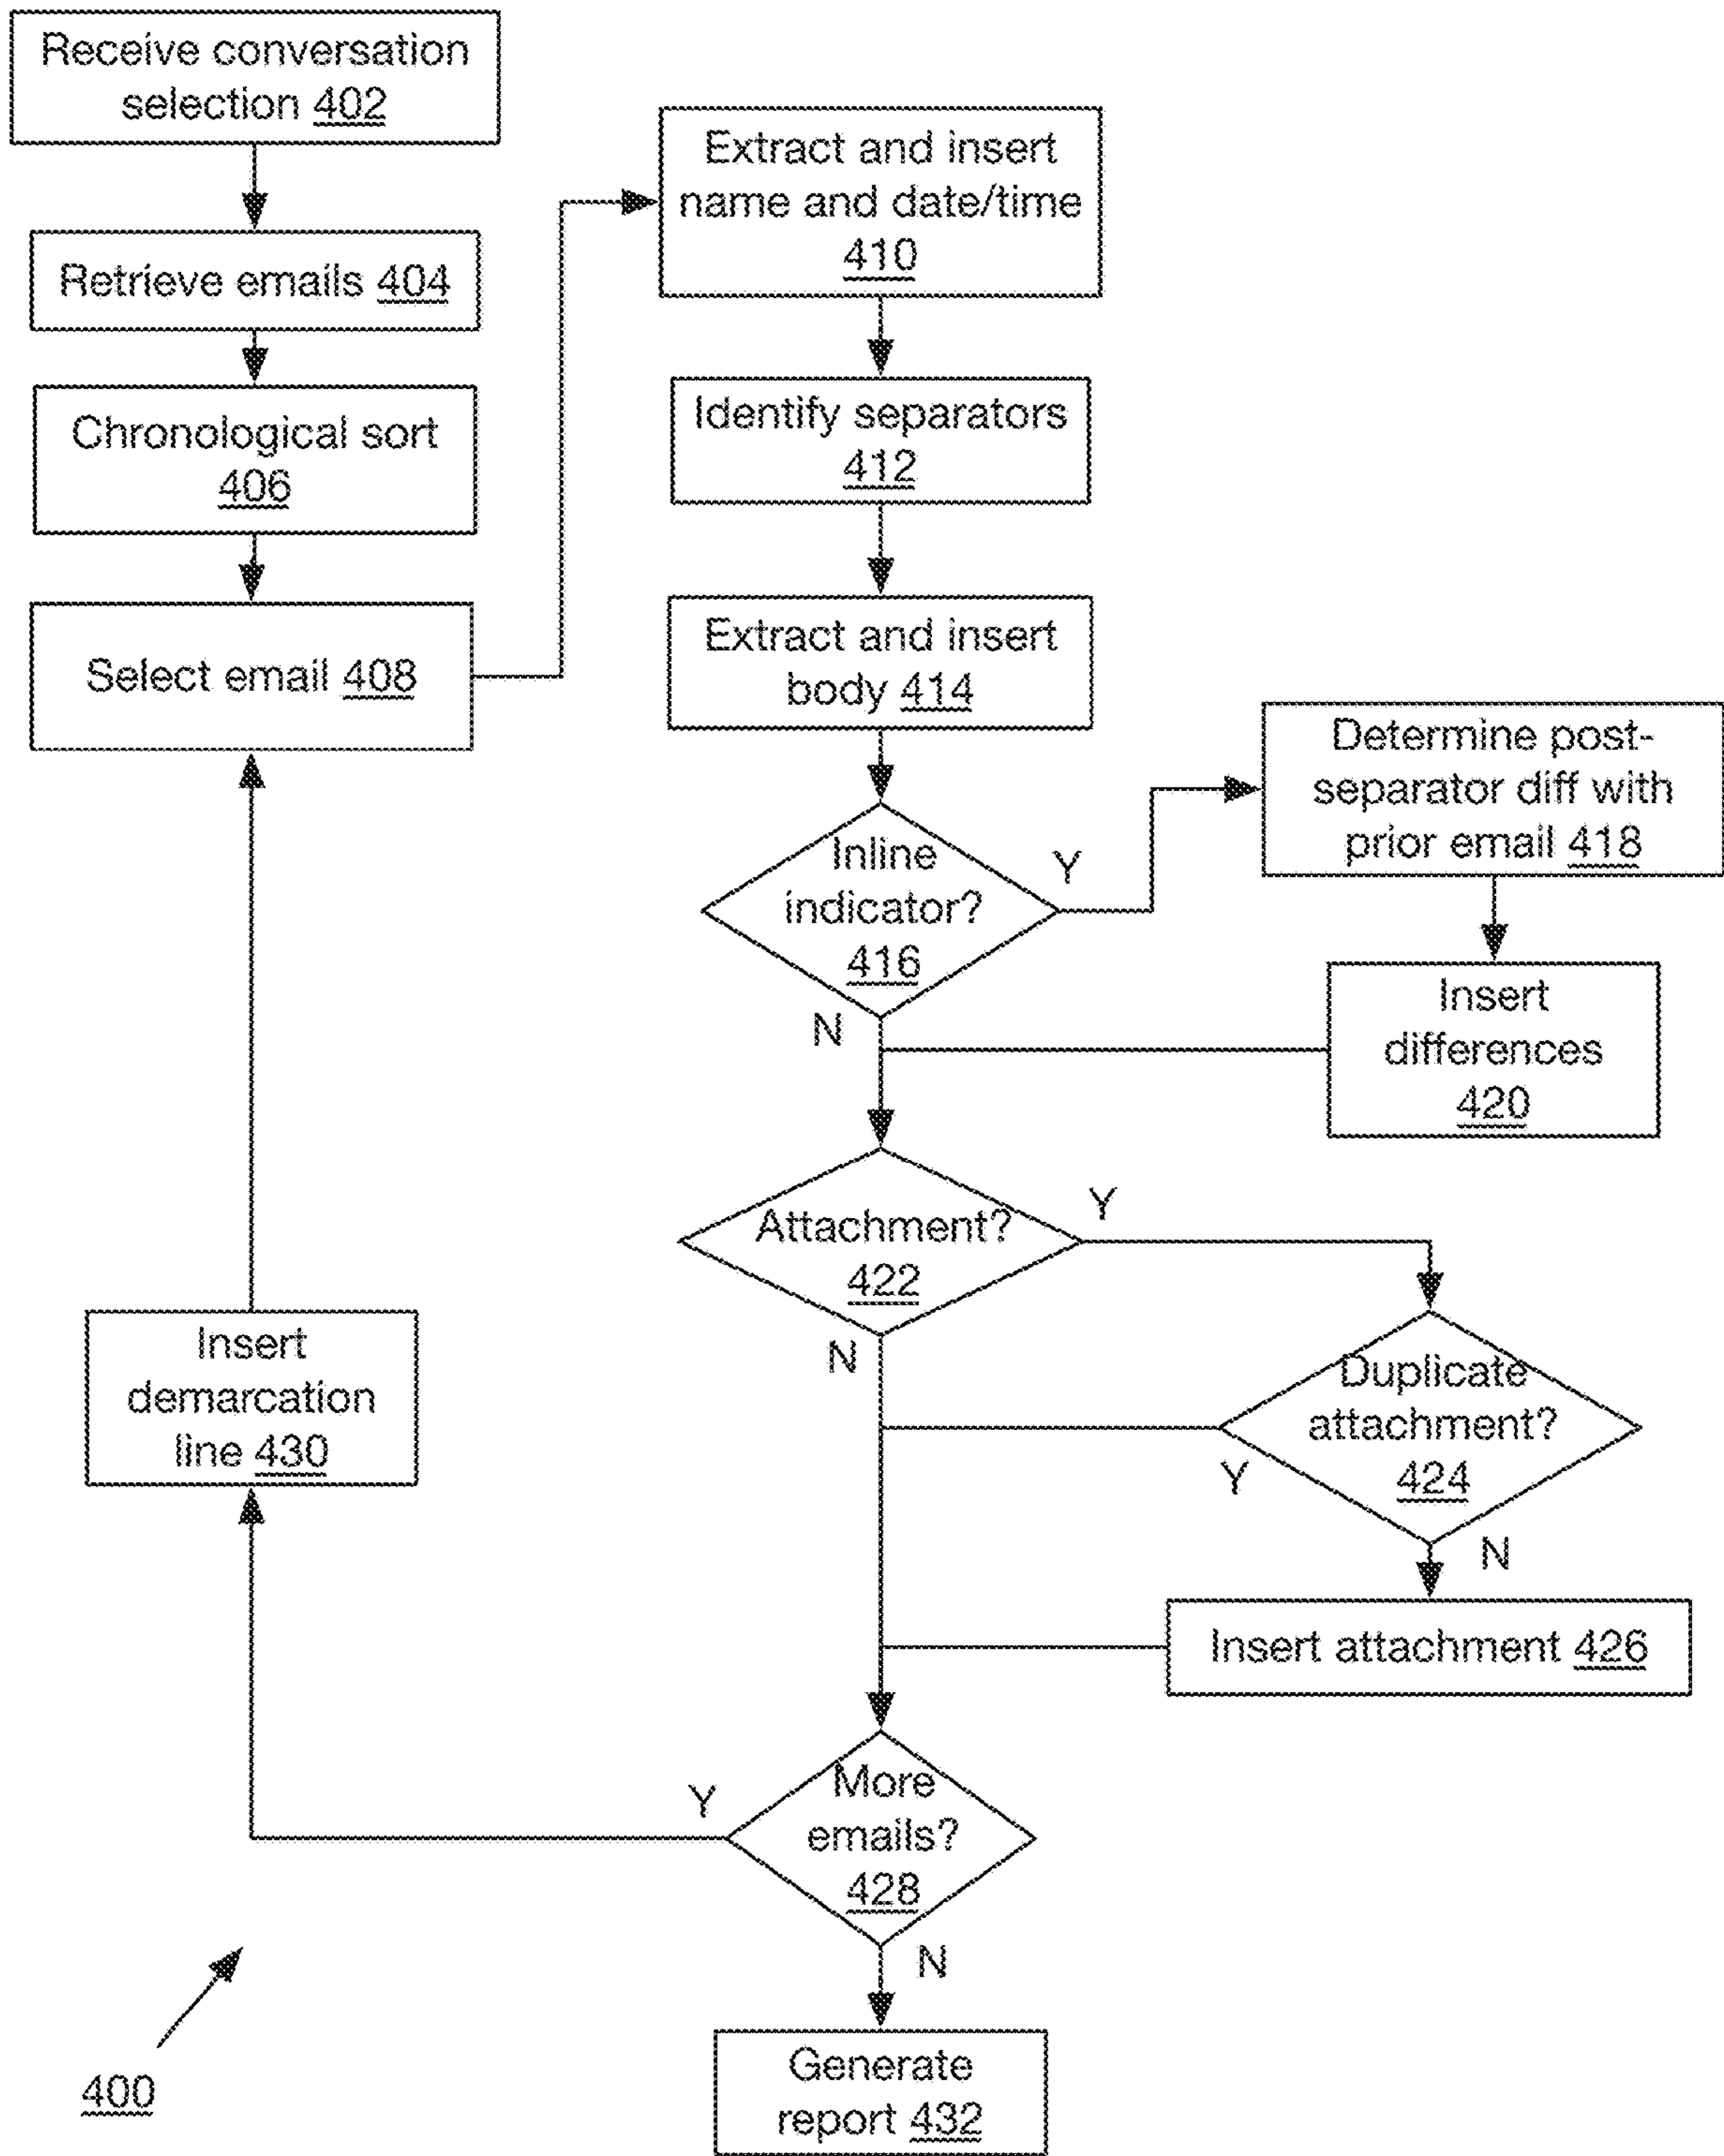 Receive conversation
selection 402
Retrieve emails 404
Chronological sort
406
Select email 408
Extract and insert
name and date/time
410
Identify separators
412
Extract and insert
body 414
Inline
indicator?
416
Y
N
Determine post-
separator diff with
prior email 418
Insert
differences
420
Attachment?
422
Y
N
Duplicate
attachment?
424
Y
N
Insert attachment 426
More
emails?
428
Y
N
Insert
demarcation
line 430
Generate
report 432
400